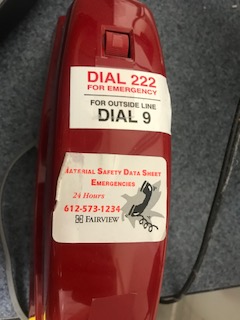 DIAL 222
FOR EMERGENCY
FOR OUTSIDE LINE
DIAL 9
MATERIAL SAFETY DATA SHEET
EMERGENCIES
24 Hours
612-573-1234
FAIRVIEW